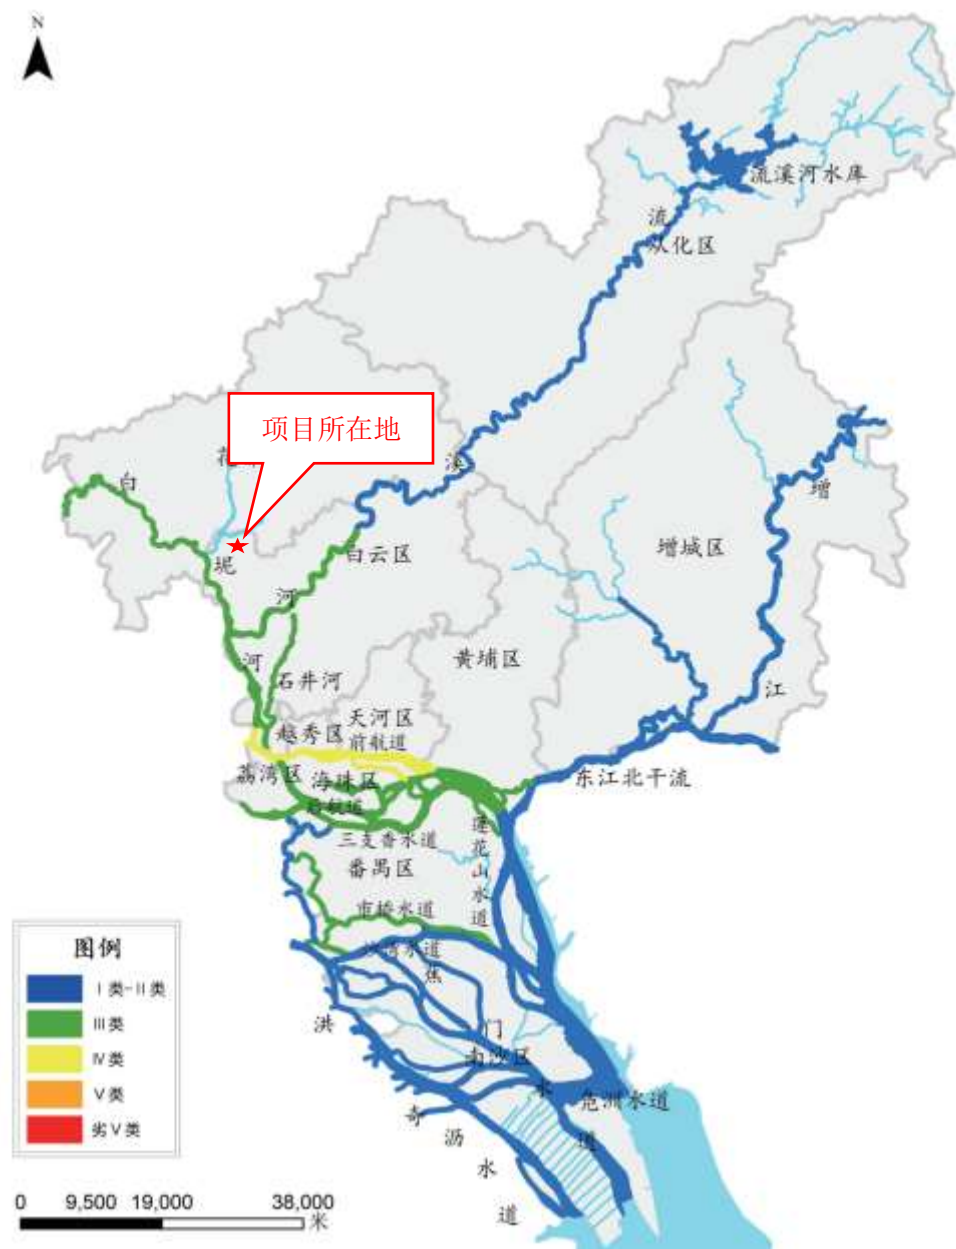 N
流溪河水库
流
从化区
项目所在地
花
溪
白
增
增城区
白云区
坭
河
黄埔区
河
石井河
江
天河区
越秀区
前航道
荔湾区
海珠区
东江北干流
后航道
三支香水道
莲花山水道
番禺区
市桥水道
沙湾水道
焦
图例
I类-II类
III类
IV类
V类
劣V类
洪
门
南沙区
水
凫洲水道
奇
沥
道
水
道
0 9,500 19,000 38,000
米